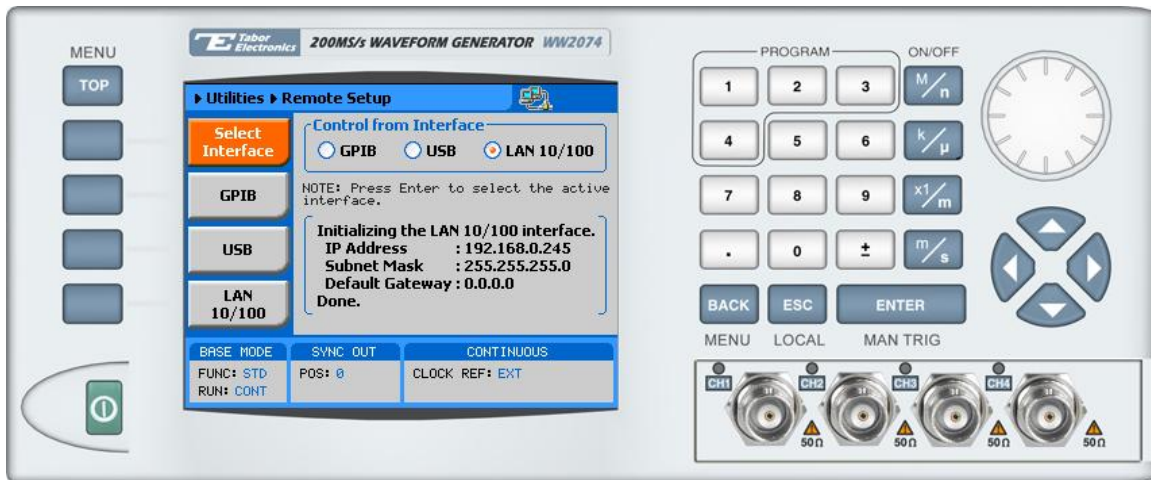 Tabor Electronics 200MS/s WAVEFORM GENERATOR WW2074
MENU
TOP
Utilities Remote Setup
Select Interface
GPIB
USB
LAN 10/100
Control from Interface
GPIB USB LAN 10/100
NOTE: Press Enter to select the active
interface.
Initializing the LAN 10/100 interface.
IP Address : 192.168.0.245
Subnet Mask : 255.255.255.0
Default Gateway : 0.0.0.0
Done.
BASE MODE SYNC OUT CONTINUOUS
FUNC: STD POS: 0 CLOCK REF: EXT
RUN: CONT
PROGRAM ON/OFF
1 2 3 M/n
4 5 6 k/µ
7 8 9 x1/m
. 0 ± m/s
BACK ESC ENTER
MENU LOCAL MAN TRIG
CH1 CH2 CH3 CH4
50Ω 50Ω 50Ω 50Ω